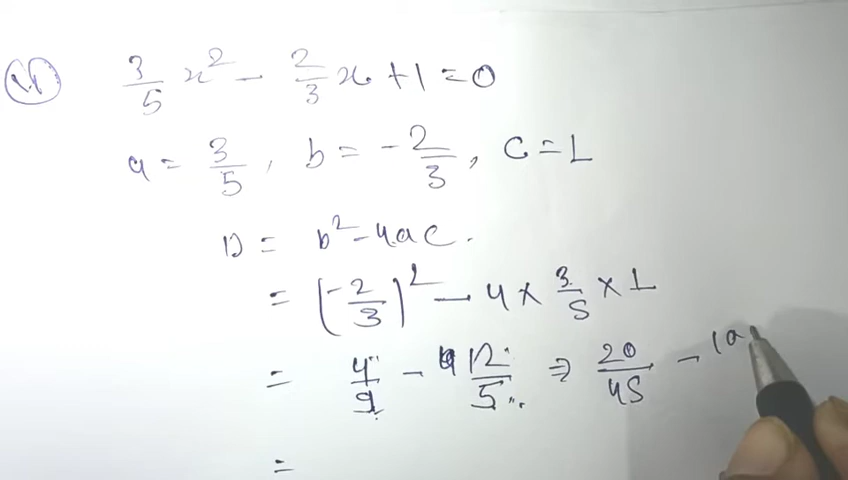 3/5 x² - 2/3 x + 1 = 0
a = 3/5, b = -2/3, c = 1
D = b² - 4ac.
= (-2/3)² - 4 × 3/5 × 1
= 4/9 - 12/5 ⇒ 20/45 - 10
=